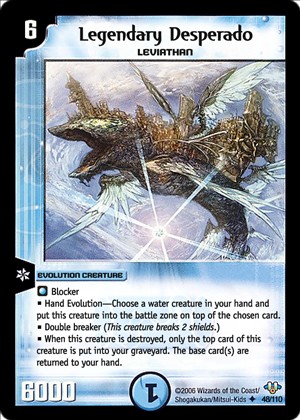 6
Legendary Desperado
LEVIATHAN
EVOLUTION CREATURE
Blocker
▪ Hand Evolution—Choose a water creature in your hand and
put this creature into the battle zone on top of the chosen card.
▪ Double breaker (This creature breaks 2 shields.)
▪ When this creature is destroyed, only the top card of this
creature is put into your graveyard. The base card(s) are
returned to your hand.
6000
1
©2006 Wizards of the Coast/
Shogakukan/Mitsui-Kids ♦ 48/110